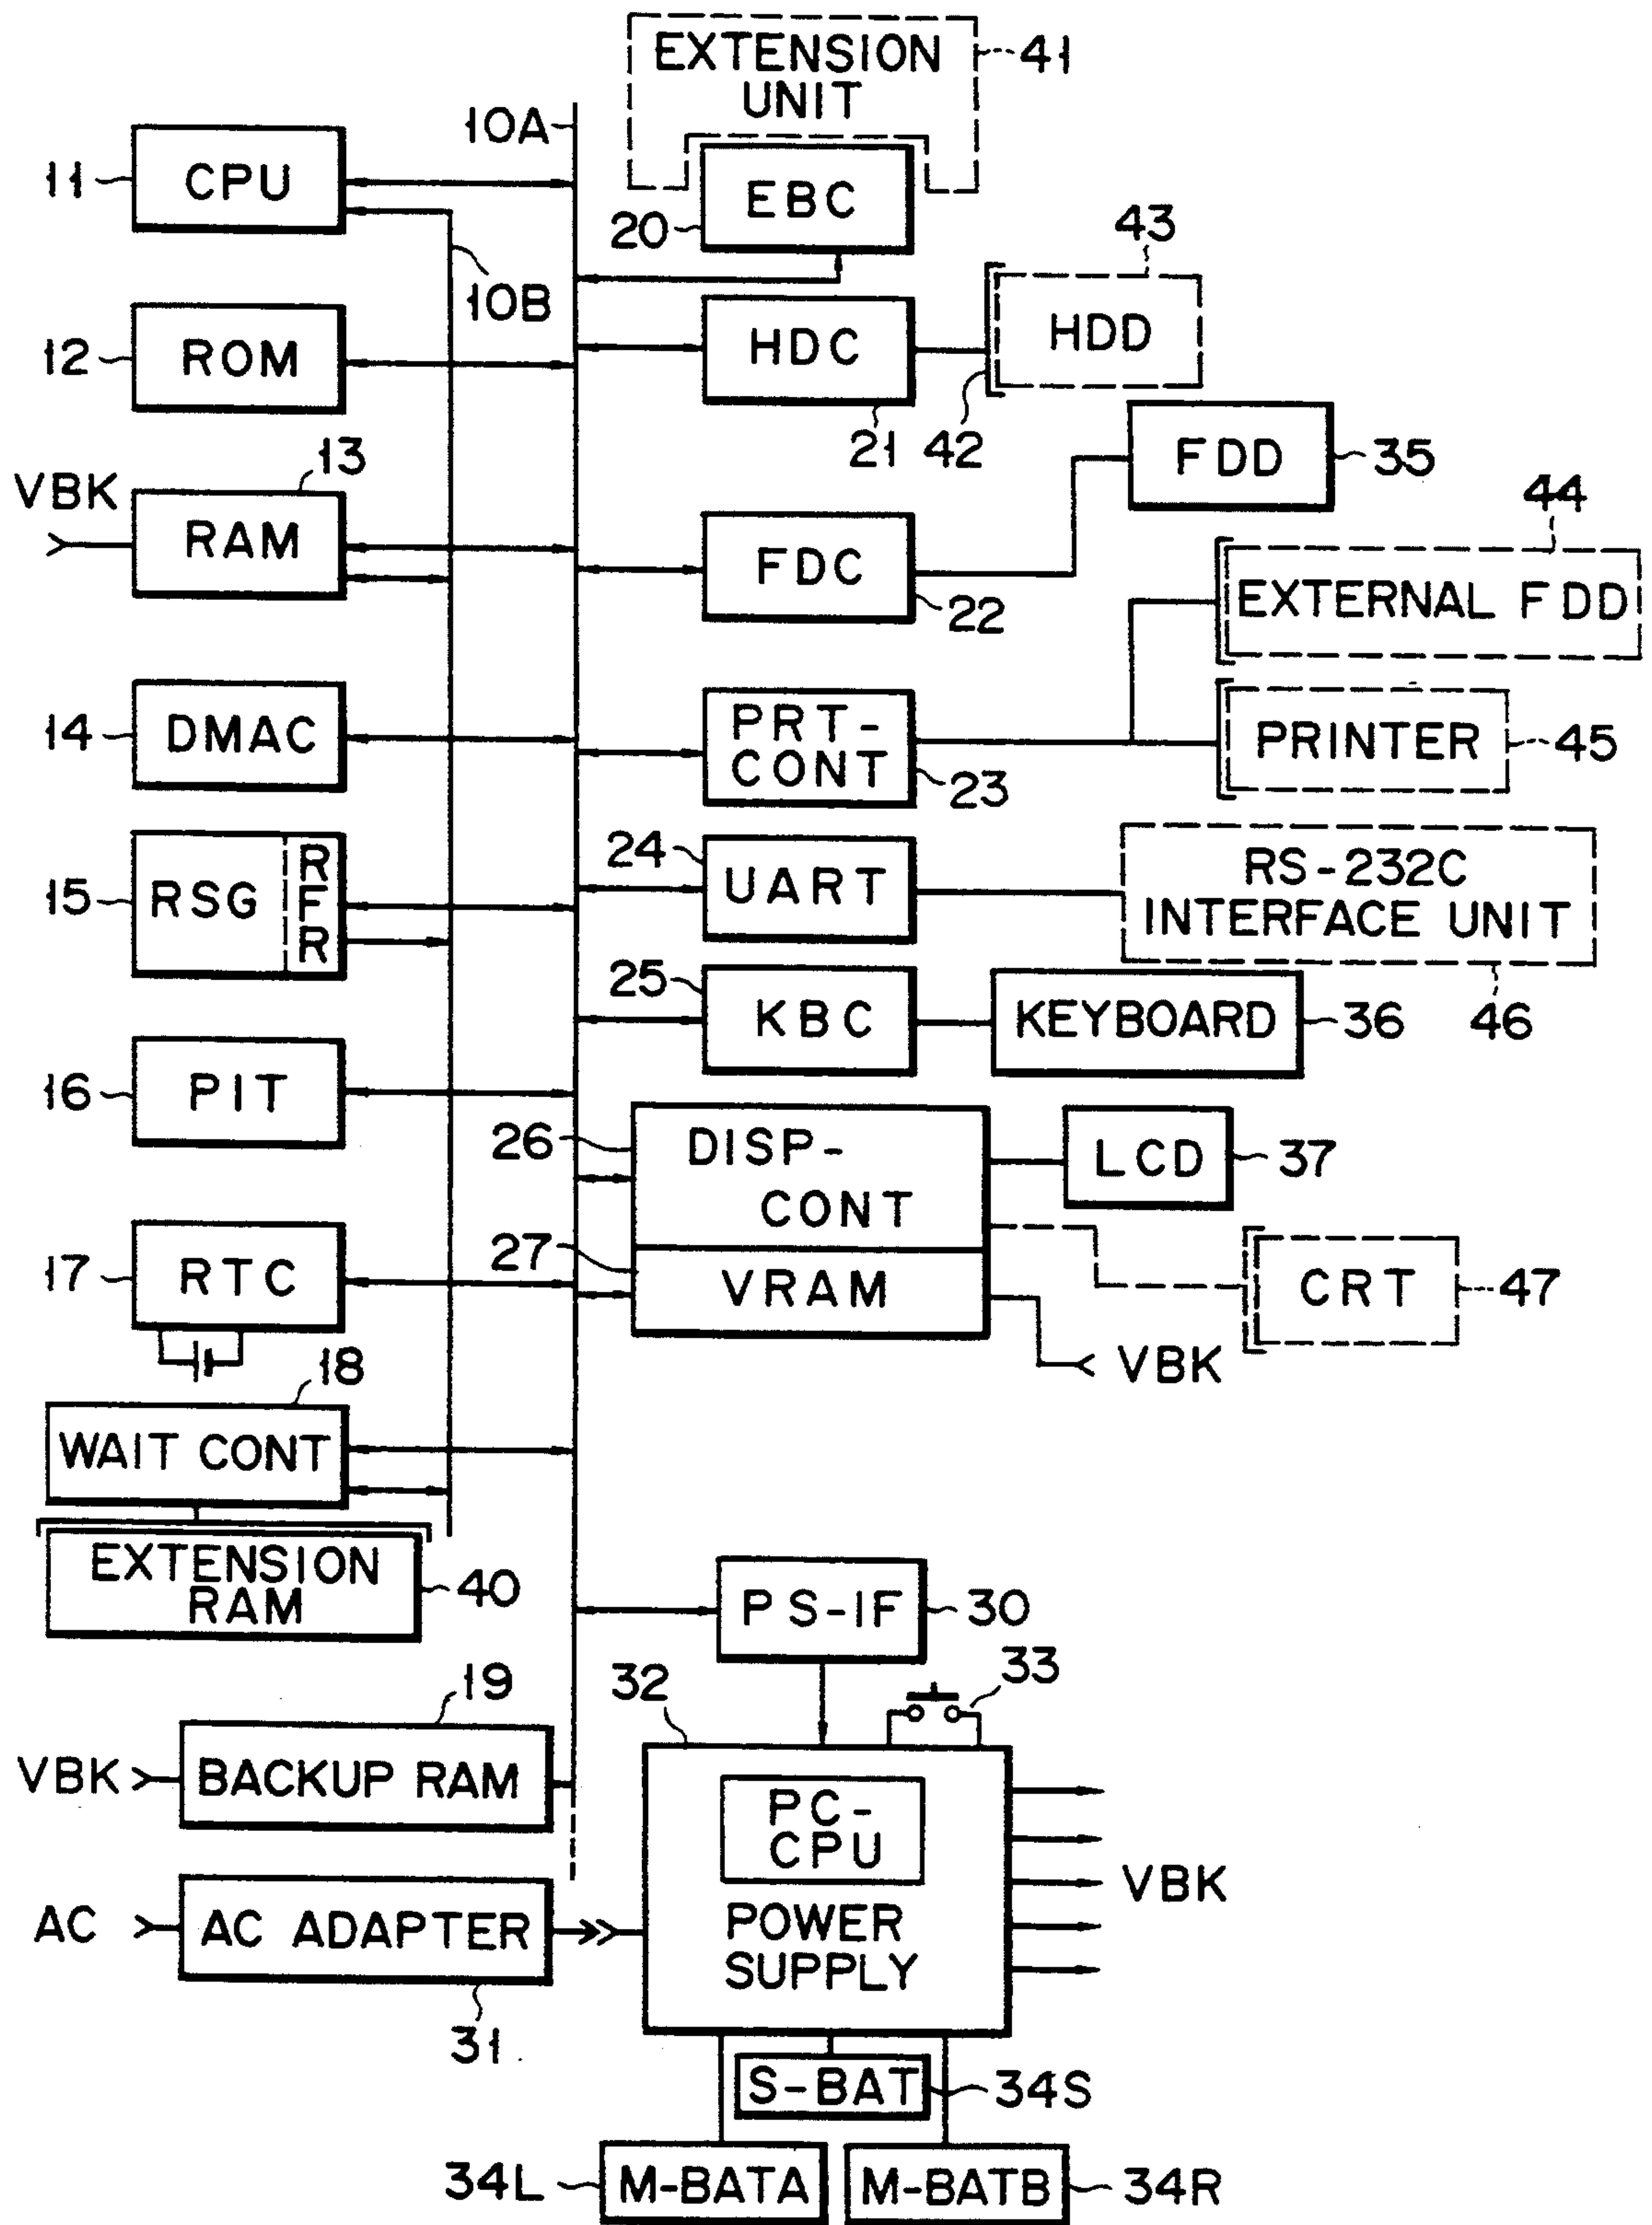 EXTENSION
UNIT
41
10A
11
CPU
EBC
20
43
10B
12
ROM
HDC
HDD
21
42
13
FDD
35
VBK
RAM
44
FDC
22
EXTERNAL FDD
14
DMAC
PRT-
CONT
23
PRINTER
45
15
RSG
R
F
R
24
UART
RS-232C
INTERFACE UNIT
46
25
KBC
KEYBOARD
36
16
PIT
26
DISP-
CONT
LCD
37
17
RTC
27
VRAM
CRT
47
VBK
18
WAIT CONT
EXTENSION
RAM
40
PS-IF
30
33
19
32
VBK
BACKUP RAM
PC-
CPU
VBK
AC
AC ADAPTER
POWER
SUPPLY
31
S-BAT
34S
34L
M-BATA
M-BATB
34R